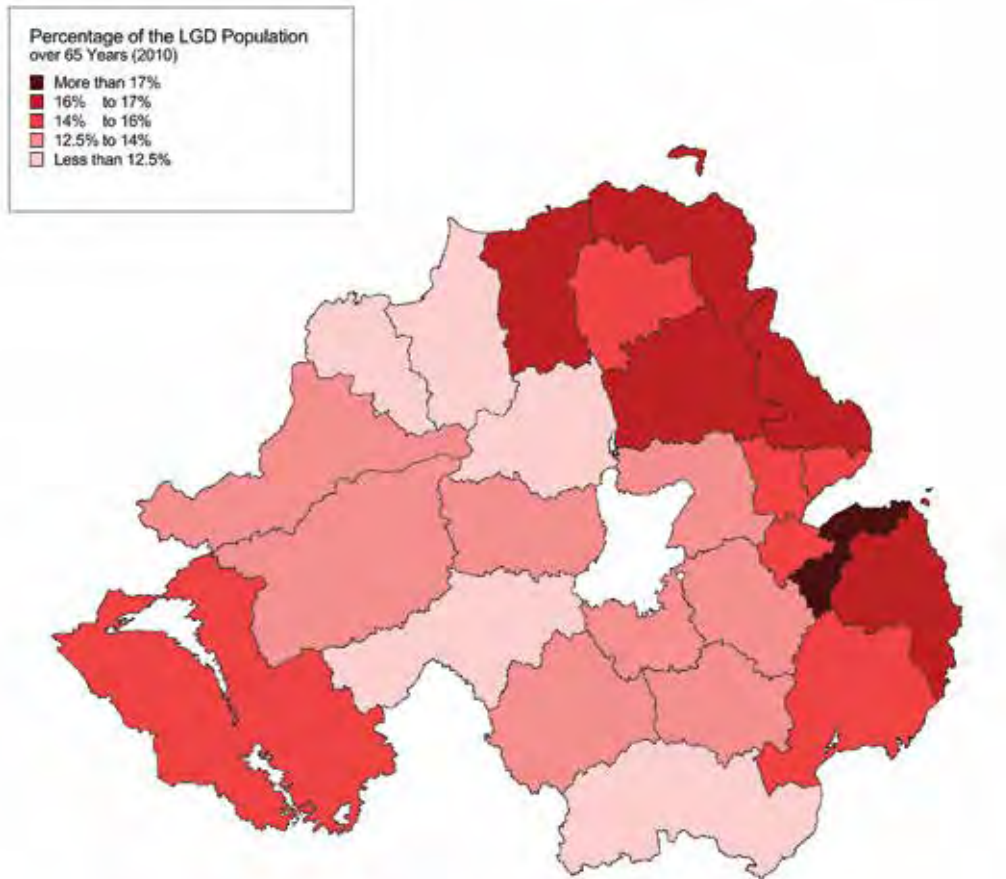 Percentage of the LGD Population
over 65 Years (2010)
More than 17%
16% to 17%
14% to 16%
12.5% to 14%
Less than 12.5%